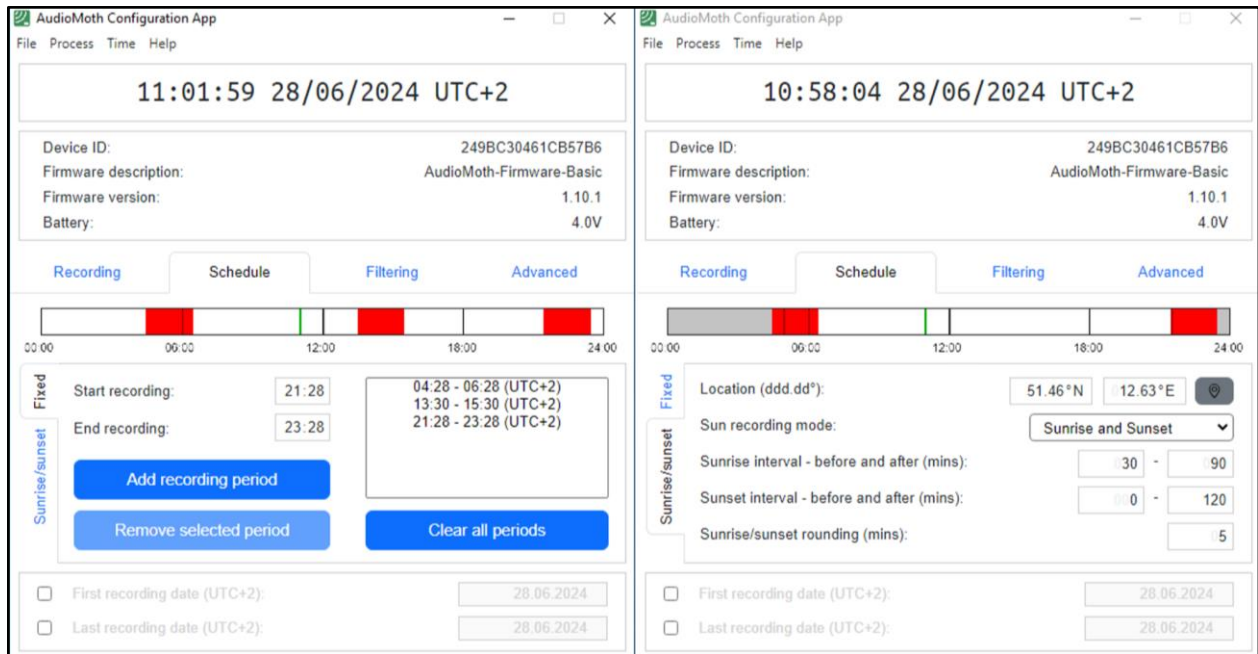 AudioMoth Configuration App
File Process Time Help
11:01:59 28/06/2024 UTC+2
Device ID: 249BC30461CB57B6
Firmware description: AudioMoth-Firmware-Basic
Firmware version: 1.10.1
Battery: 4.0V
Recording Schedule Filtering Advanced
00:00 06:00 12:00 18:00 24:00
Fixed
Sunrise/sunset
Start recording: 21:28
End recording: 23:28
Add recording period
Remove selected period
04:28 - 06:28 (UTC+2)
13:30 - 15:30 (UTC+2)
21:28 - 23:28 (UTC+2)
Clear all periods
First recording date (UTC+2): 28.06.2024
Last recording date (UTC+2): 28.06.2024
AudioMoth Configuration App
File Process Time Help
10:58:04 28/06/2024 UTC+2
Device ID: 249BC30461CB57B6
Firmware description: AudioMoth-Firmware-Basic
Firmware version: 1.10.1
Battery: 4.0V
Recording Schedule Filtering Advanced
00:00 06:00 12:00 18:00 24:00
Fixed
Sunrise/sunset
Location (ddd.dd°): 51.46°N 012.63°E
Sun recording mode: Sunrise and Sunset
Sunrise interval - before and after (mins): 030 - 090
Sunset interval - before and after (mins): 000 - 120
Sunrise/sunset rounding (mins): 05
First recording date (UTC+2): 28.06.2024
Last recording date (UTC+2): 28.06.2024